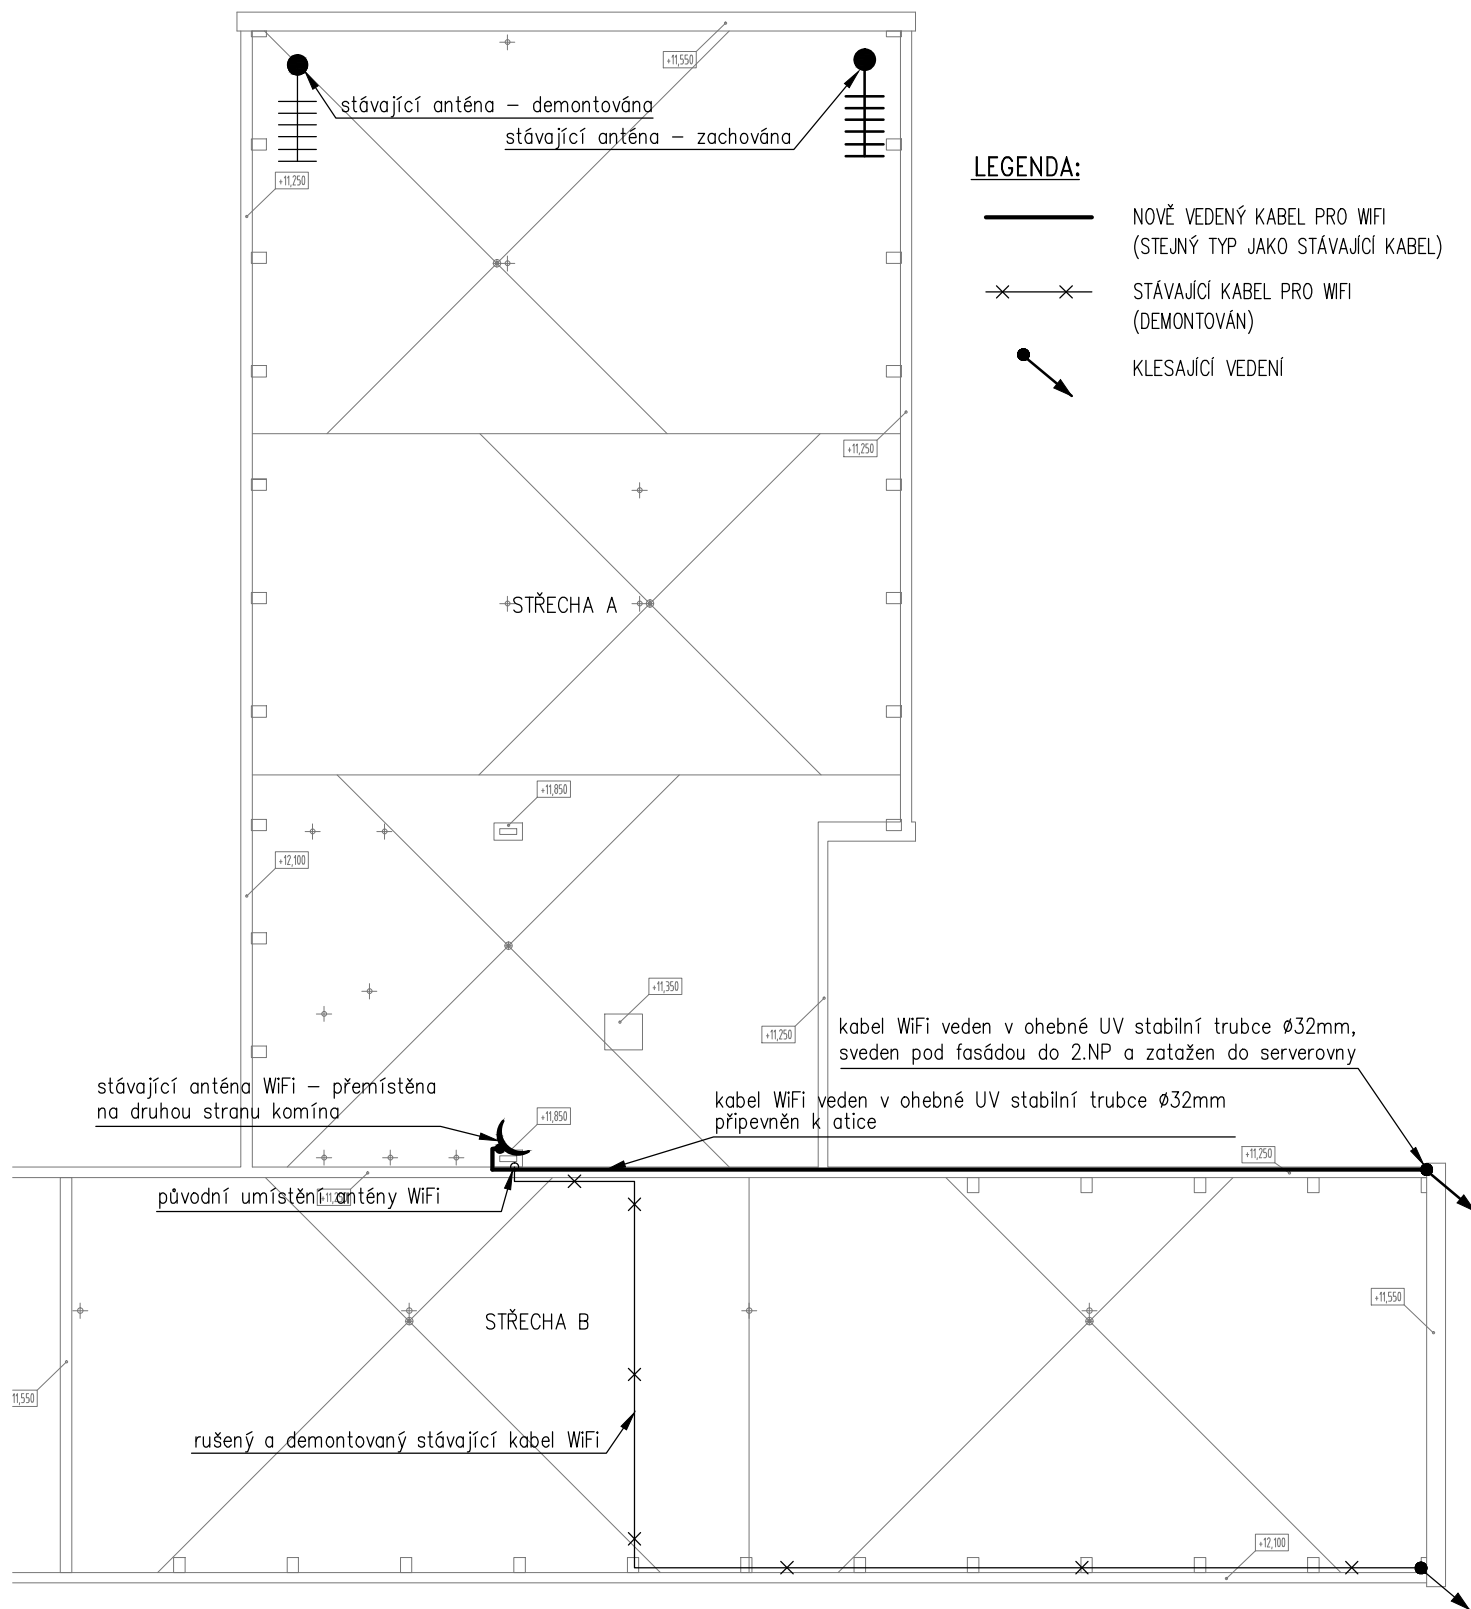 +11,550
stávající anténa – demontována
stávající anténa – zachována
LEGENDA:
+11,250
NOVĚ VEDENÝ KABEL PRO WIFI
(STEJNÝ TYP JAKO STÁVAJÍCÍ KABEL)
STÁVAJÍCÍ KABEL PRO WIFI
(DEMONTOVÁN)
KLESAJÍCÍ VEDENÍ
+11,250
STŘECHA A
+11,850
+12,100
+11,350
+11,250
kabel WiFi veden v ohebné UV stabilní trubce ø32mm,
sveden pod fasádou do 2.NP a zatažen do serverovny
stávající anténa WiFi – přemístěna
na druhou stranu komína
kabel WiFi veden v ohebné UV stabilní trubce ø32mm
připevněn k atice
+11,850
+11,250
původní umístění antény WiFi
+11,550
STŘECHA B
11,550
rušený a demontovaný stávající kabel WiFi
+12,100